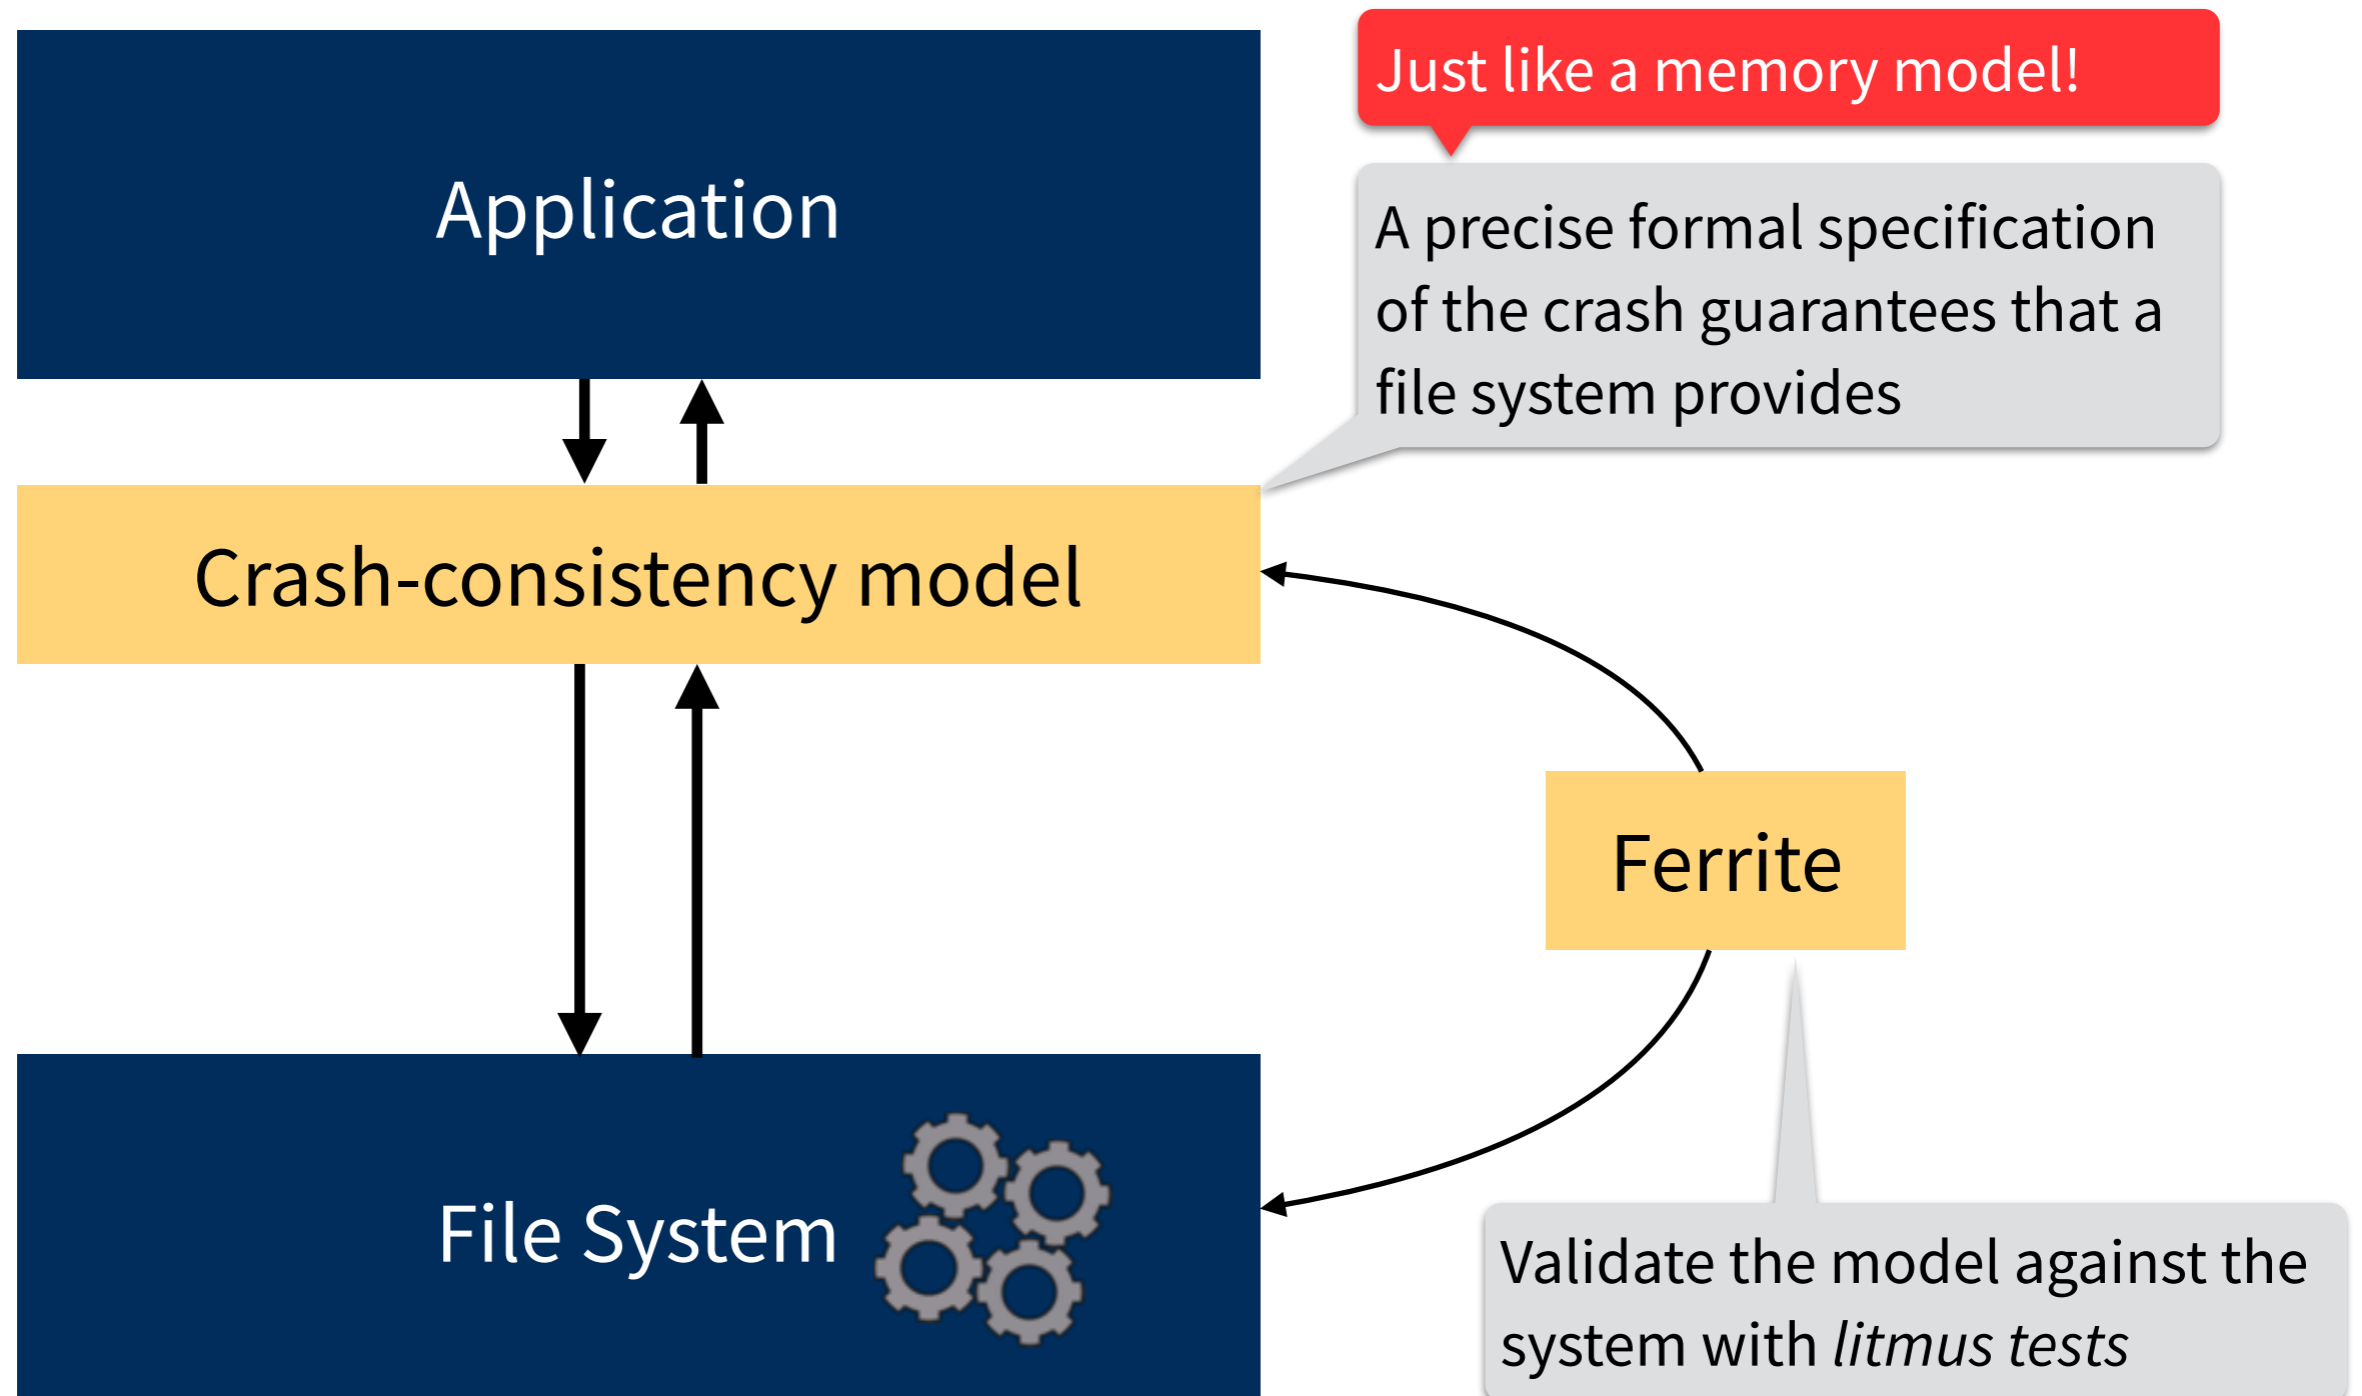 Just like a memory model!
Application
A precise formal specification
of the crash guarantees that a
file system provides
Crash-consistency model
Ferrite
File System
Validate the model against the
system with litmus tests